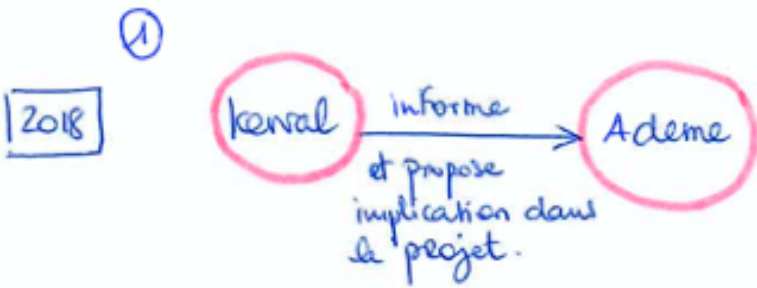 1
2018
kerval
informe
Ademe
et propose
implication dans
le projet.